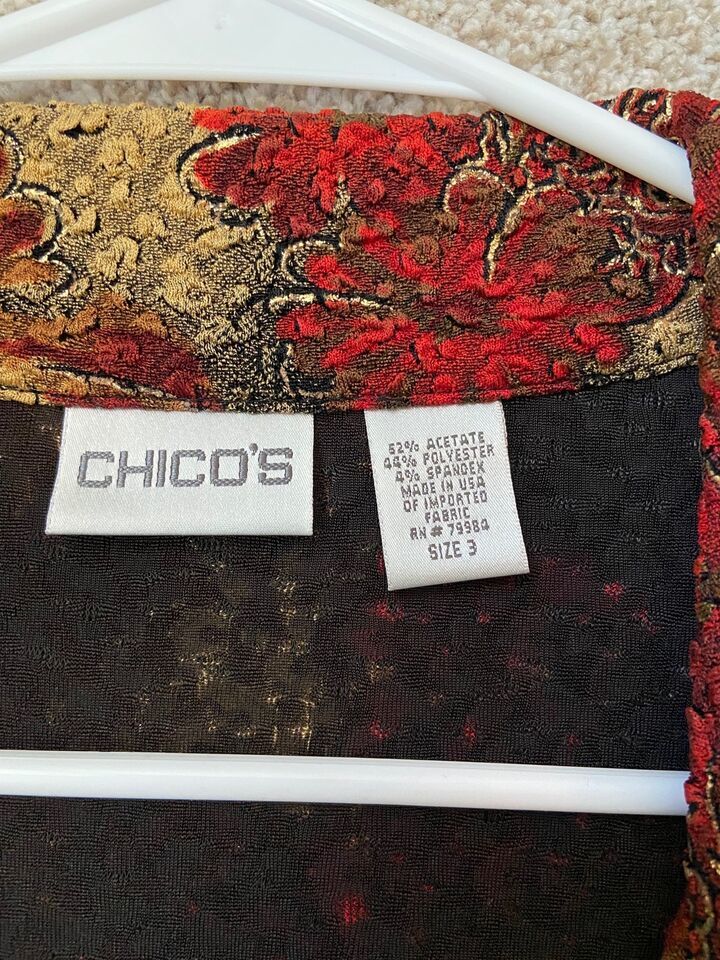 CHICO'S
52% ACETATE
44% POLYESTER
4% SPANDEX
MADE IN USA
OF IMPORTED
FABRIC
RN # 79984
SIZE 3